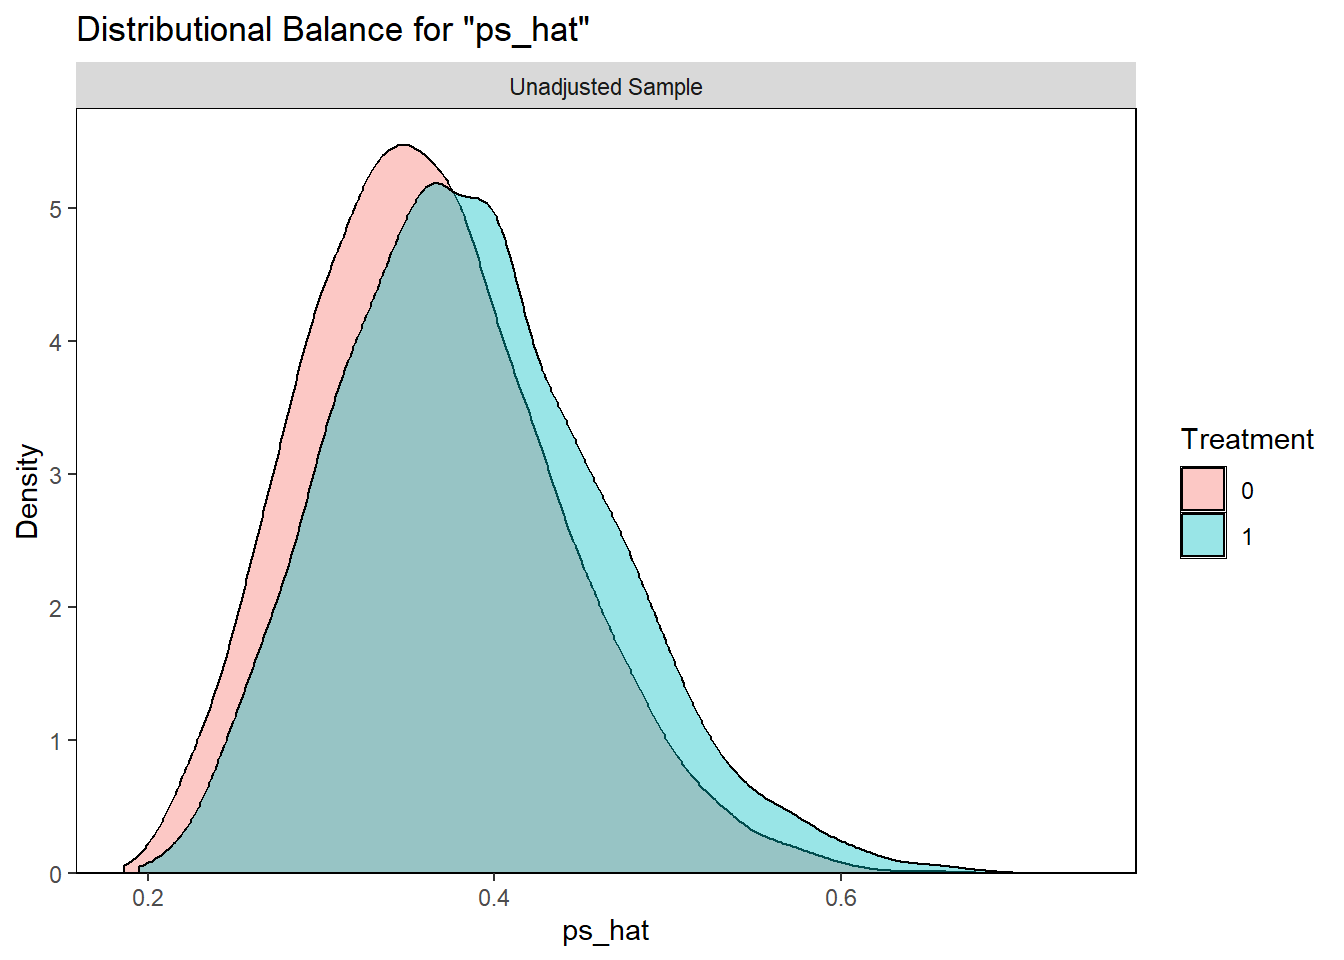 Distributional Balance for "ps_hat"
Unadjusted Sample
5
4
3
2
1
0
Density
0.2 0.4 0.6
ps_hat
Treatment
0
1